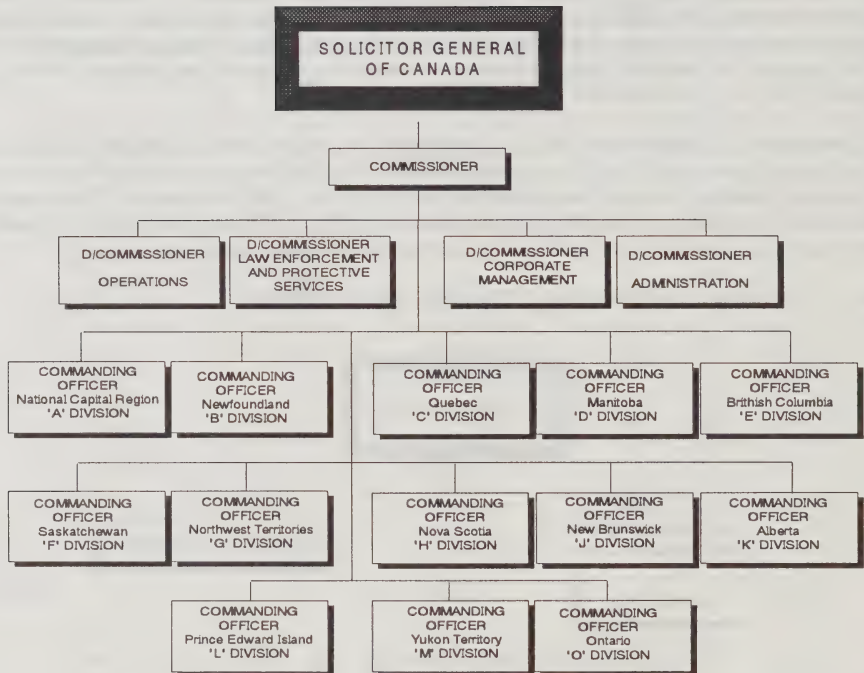 SOLICITOR GENERAL
OF CANADA
COMMISSIONER
D/COMMISSIONER
OPERATIONS
D/COMMISSIONER
LAW ENFORCEMENT
AND PROTECTIVE
SERVICES
D/COMMISSIONER
CORPORATE
MANAGEMENT
D/COMMISSIONER
ADMINISTRATION
COMMANDING
OFFICER
National Capital Region
'A' DIVISION
COMMANDING
OFFICER
Newfoundland
'B' DIVISION
COMMANDING
OFFICER
Quebec
'C' DIVISION
COMMANDING
OFFICER
Manitoba
'D' DIVISION
COMMANDING
OFFICER
Brithish Columbia
'E' DIVISION
COMMANDING
OFFICER
Saskatchewan
'F' DIVISION
COMMANDING
OFFICER
Northwest Territories
'G' DIVISION
COMMANDING
OFFICER
Nova Scotia
'H' DIVISION
COMMANDING
OFFICER
New Brunswick
'J' DIVISION
COMMANDING
OFFICER
Alberta
'K' DIVISION
COMMANDING
OFFICER
Prince Edward Island
'L' DIVISION
COMMANDING
OFFICER
Yukon Territory
'M' DIVISION
COMMANDING
OFFICER
Ontario
'O' DIVISION